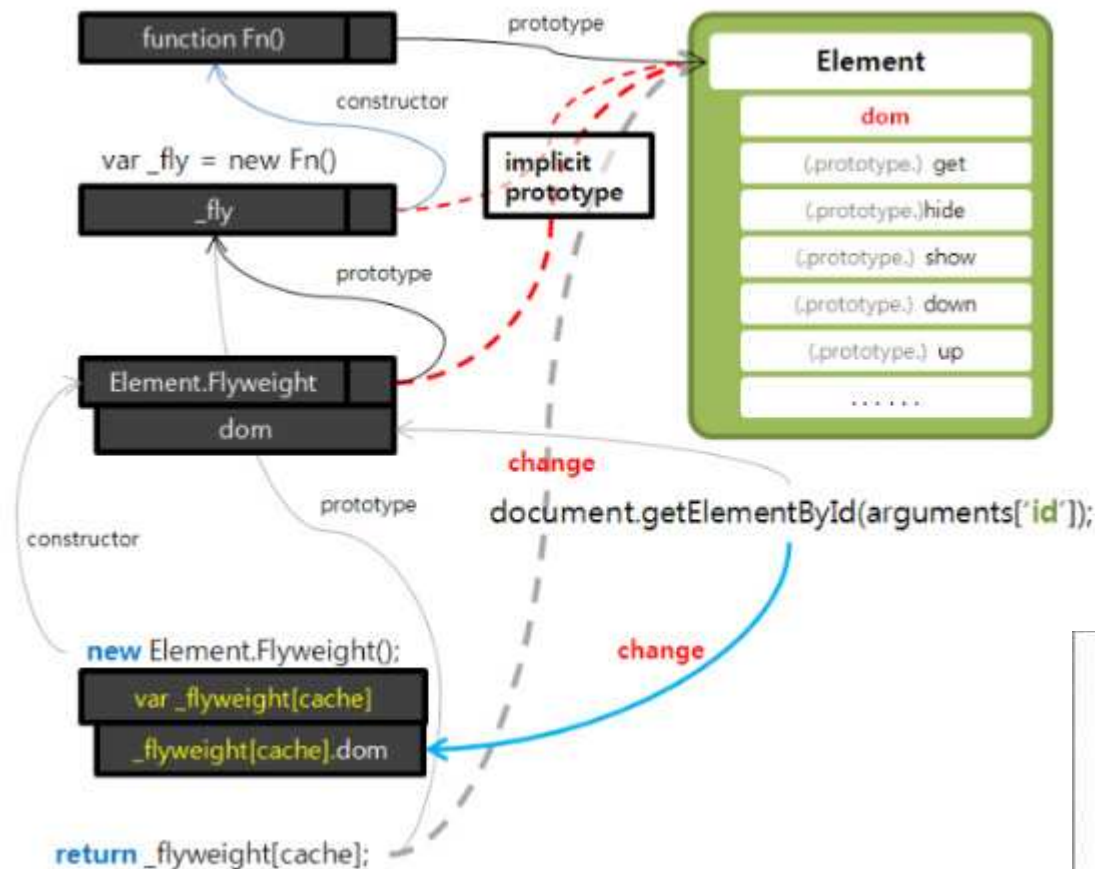 prototype
function Fn()
Element
constructor
dom
var _fly = new Fn()
implicit
prototype
(.prototype.) get
_fly
(.prototype.)hide
prototype
(.prototype.) show
(.prototype.) down
(.prototype.) up
Element.Flyweight
......
dom
change
prototype
document.getElementById(arguments['id']);
constructor
new Element.Flyweight();
change
var _flyweight[cache]
_flyweight[cache].dom
return _flyweight[cache];